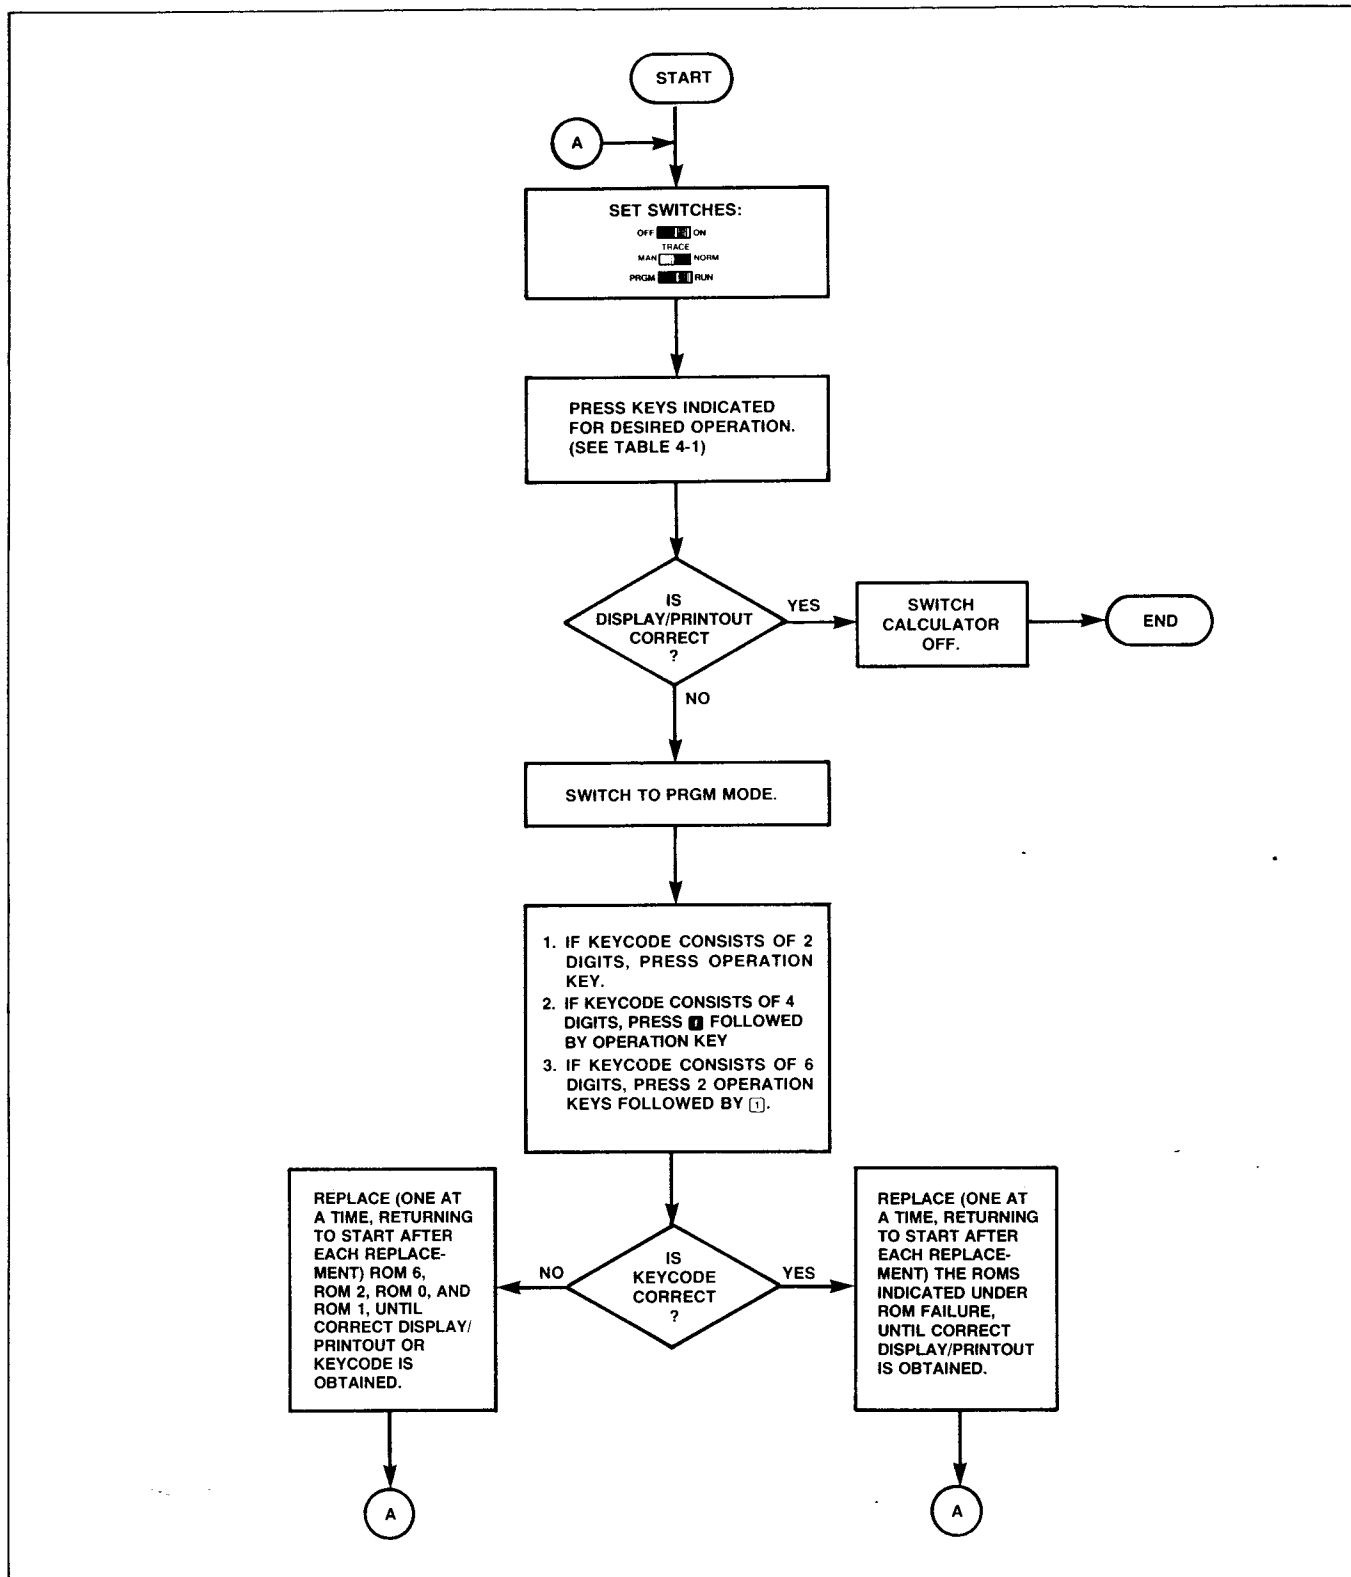 START
A
SET SWITCHES:
OFF ON
TRACE
MAN NORM
PRGM RUN
PRESS KEYS INDICATED
FOR DESIRED OPERATION.
(SEE TABLE 4-1)
IS
DISPLAY/PRINTOUT
CORRECT
?
YES
SWITCH
CALCULATOR
OFF.
END
NO
SWITCH TO PRGM MODE.
1. IF KEYCODE CONSISTS OF 2
DIGITS, PRESS OPERATION
KEY.
2. IF KEYCODE CONSISTS OF 4
DIGITS, PRESS f FOLLOWED
BY OPERATION KEY
3. IF KEYCODE CONSISTS OF 6
DIGITS, PRESS 2 OPERATION
KEYS FOLLOWED BY 1.
IS
KEYCODE
CORRECT
?
NO
REPLACE (ONE AT
A TIME, RETURNING
TO START AFTER
EACH REPLACE-
MENT) ROM 6,
ROM 2, ROM 0, AND
ROM 1, UNTIL
CORRECT DISPLAY/
PRINTOUT OR
KEYCODE IS
OBTAINED.
A
YES
REPLACE (ONE AT
A TIME, RETURNING
TO START AFTER
EACH REPLACE-
MENT) THE ROMS
INDICATED UNDER
ROM FAILURE,
UNTIL CORRECT
DISPLAY/PRINTOUT
IS OBTAINED.
A